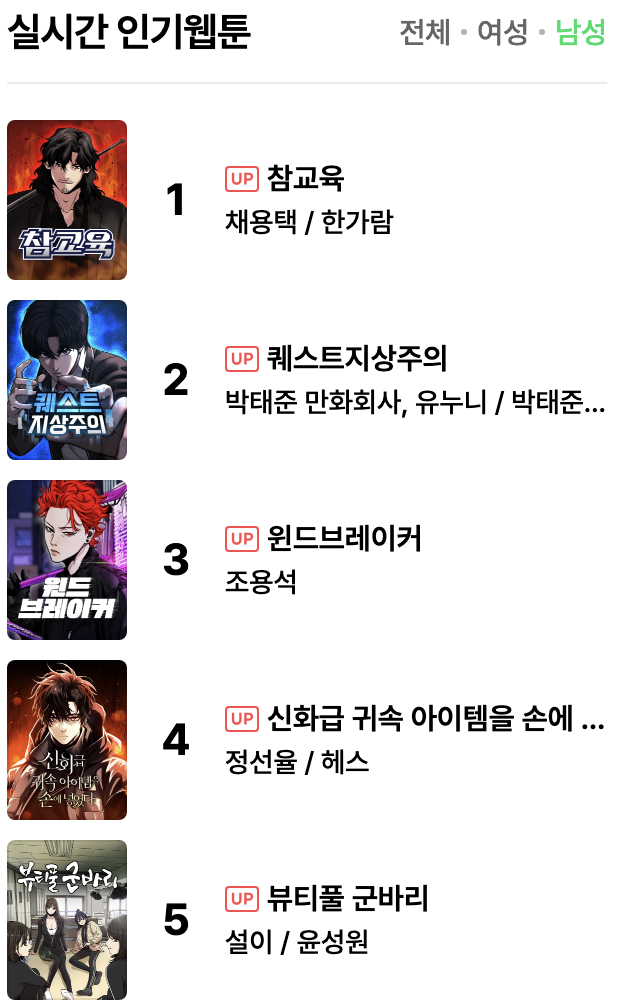 실시간 인기웹툰
전체 • 여성 • 남성
참교육
1
UP 참교육
채용택 / 한가람
퀘스트
지상주의
2
UP 퀘스트지상주의
박태준 만화회사, 유누니 / 박태준...
윈드
브레이커
3
UP 윈드브레이커
조용석
신화급
귀속 아이템을
손에 넣었다
4
UP 신화급 귀속 아이템을 손에 ...
정선율 / 헤스
뷰티풀 군바리
5
UP 뷰티풀 군바리
설이 / 윤성원